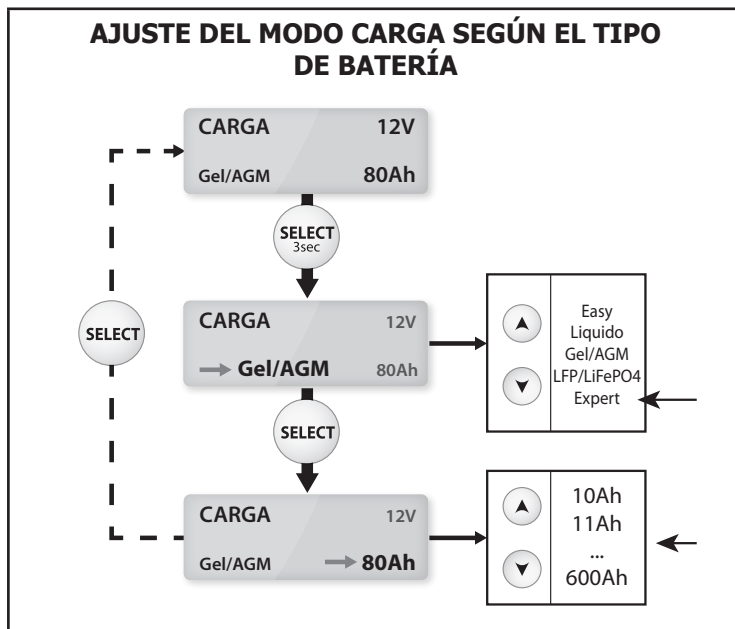 AJUSTE DEL MODO CARGA SEGÚN EL TIPO
DE BATERÍA
CARGA 12V
Gel/AGM 80Ah
SELECT
3sec
CARGA 12V
Gel/AGM 80Ah
Easy
Liquido
Gel/AGM
LFP/LiFePO4
Expert
SELECT
SELECT
CARGA 12V
Gel/AGM 80Ah
10Ah
11Ah
...
600Ah